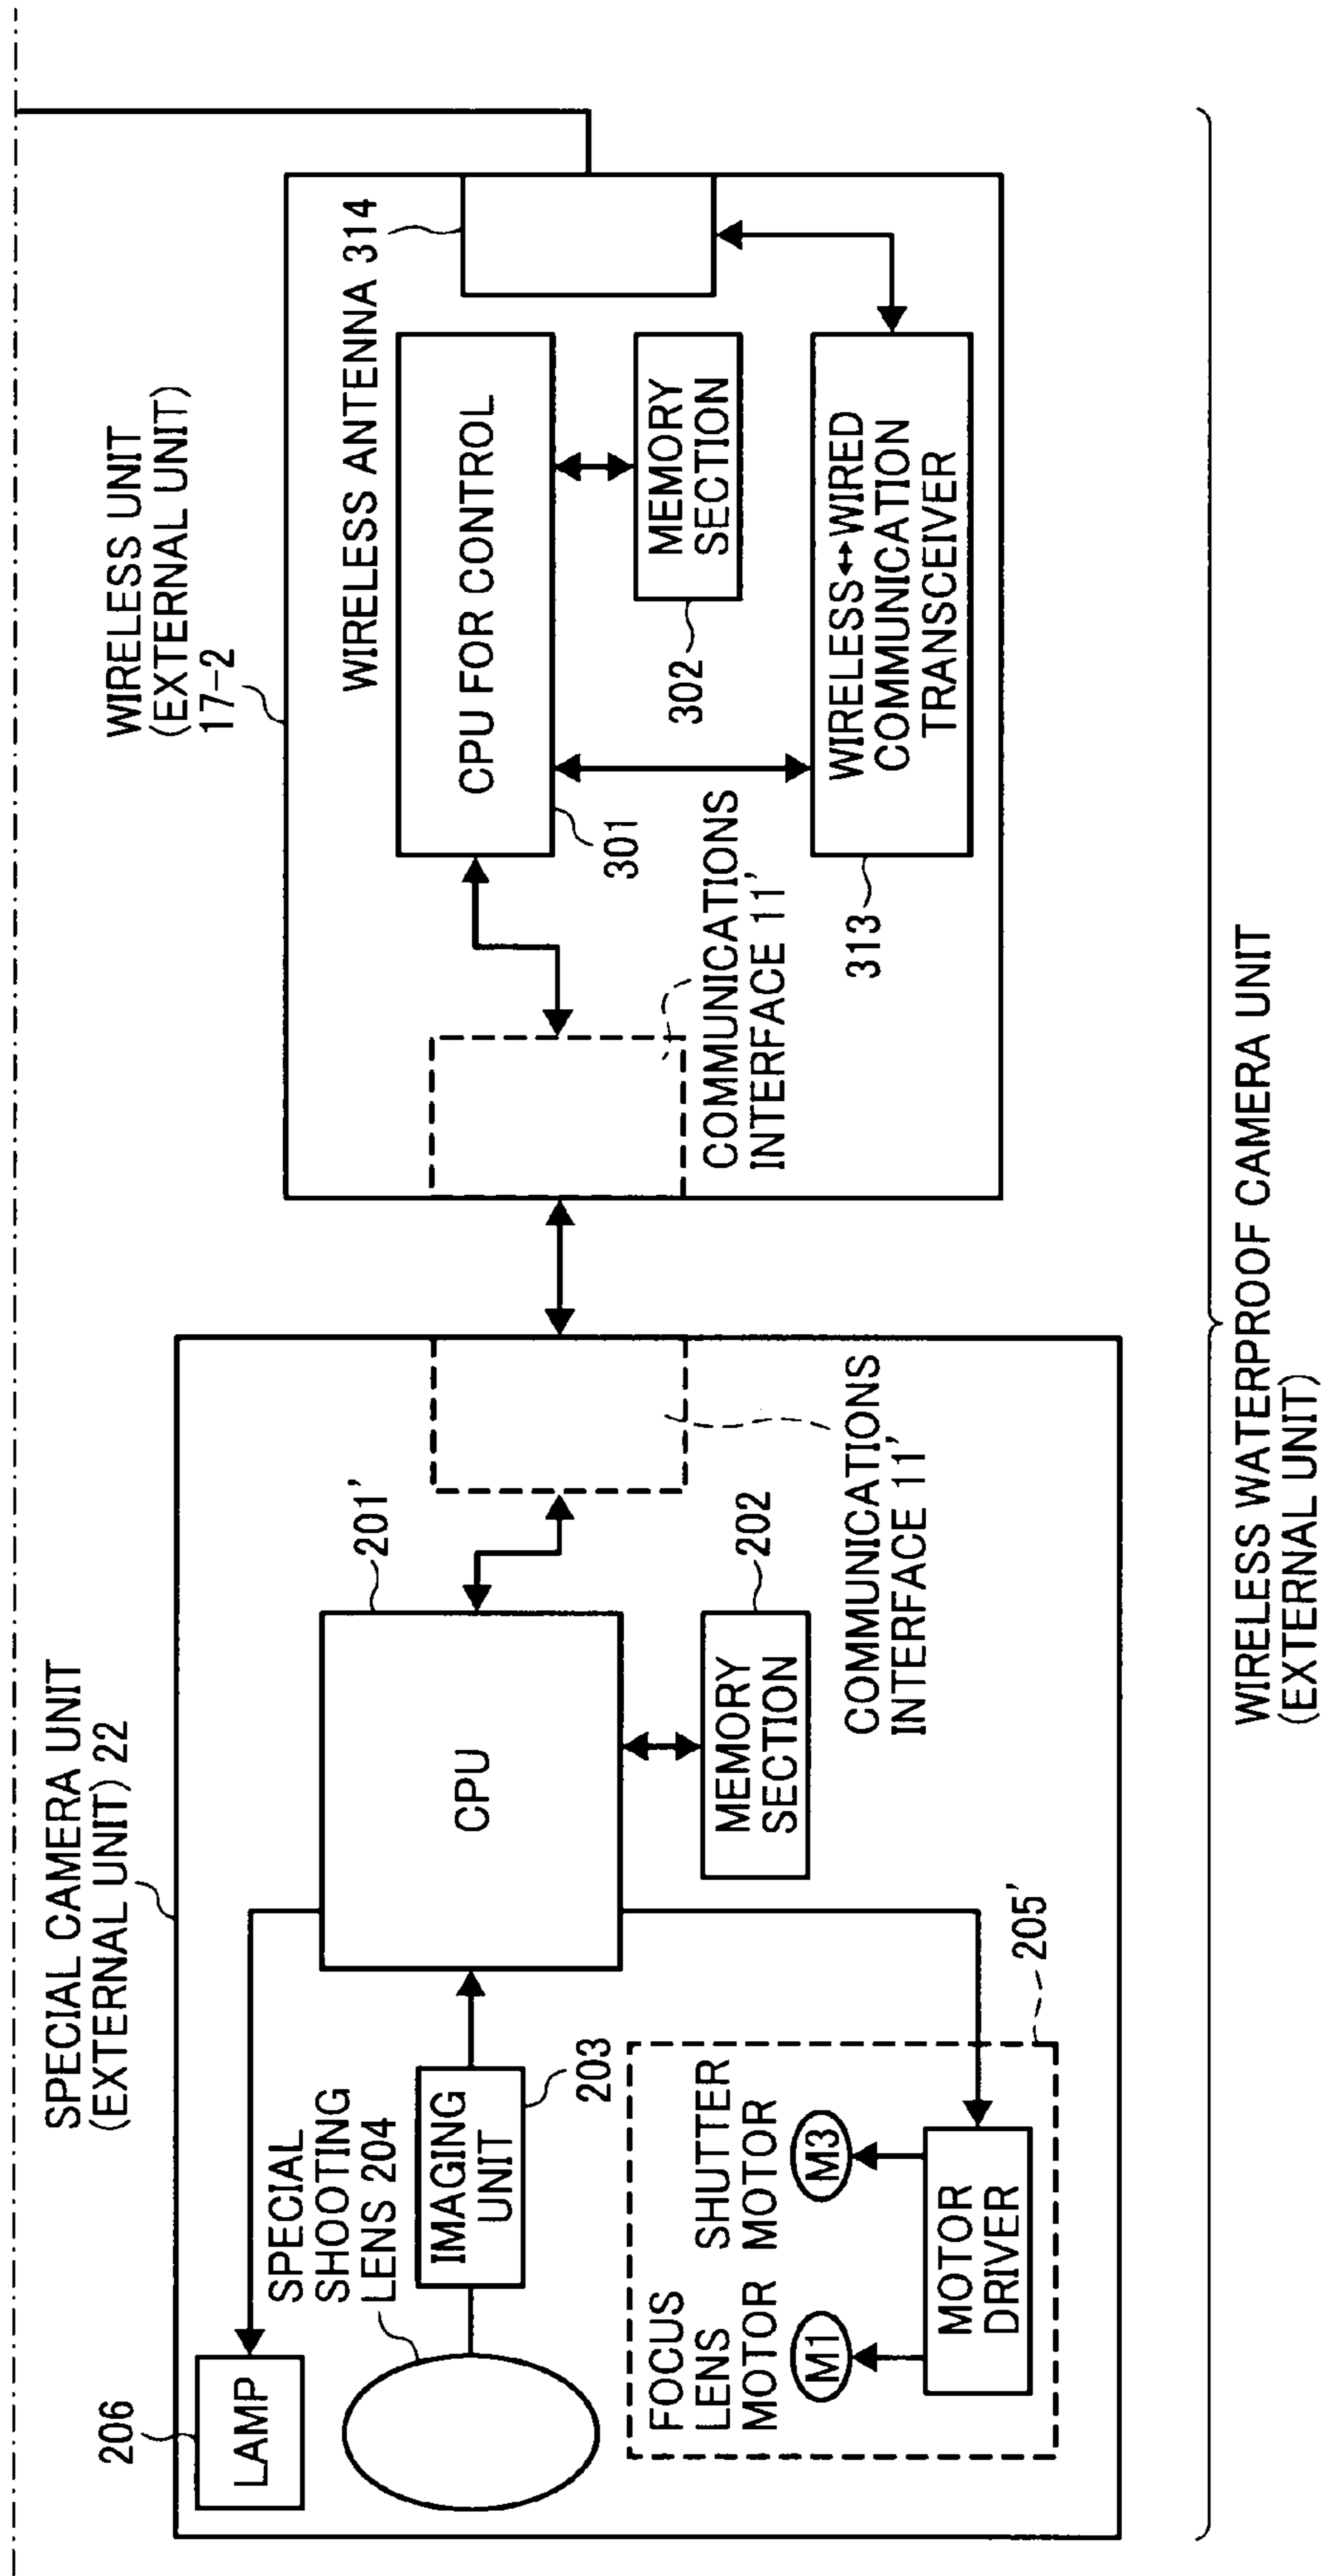 SPECIAL CAMERA UNIT
(EXTERNAL UNIT) 22
206
LAMP
SPECIAL
SHOOTING
LENS 204
IMAGING
UNIT
203
CPU
201'
MEMORY
SECTION
202
COMMUNICATIONS
INTERFACE 11'
FOCUS
LENS
MOTOR
SHUTTER
MOTOR
M1
M3
MOTOR
DRIVER
205'
WIRELESS UNIT
(EXTERNAL UNIT)
17-2
WIRELESS ANTENNA 314
CPU FOR CONTROL
301
MEMORY
SECTION
302
COMMUNICATIONS
INTERFACE 11'
WIRELESS↔WIRED
COMMUNICATION
TRANSCEIVER
313
WIRELESS WATERPROOF CAMERA UNIT
(EXTERNAL UNIT)